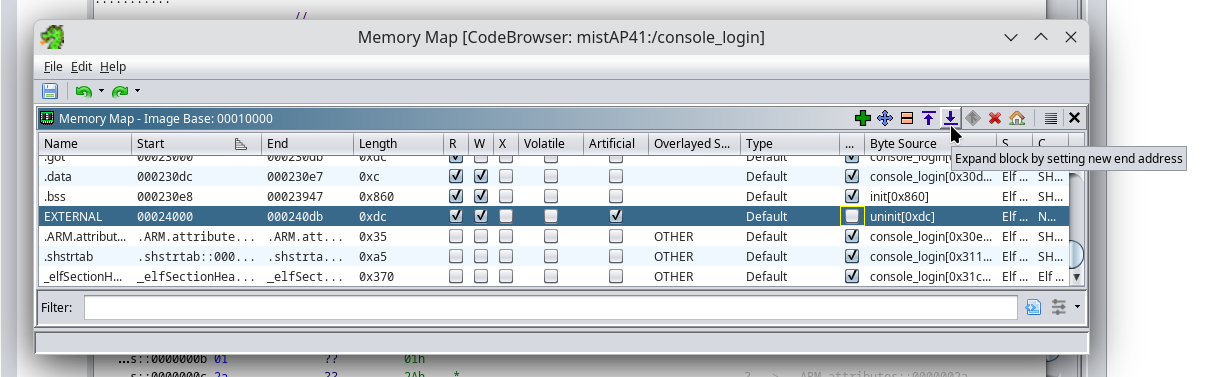 //
Memory Map [CodeBrowser: mistAP41:/console_login]
File Edit Help
Memory Map - Image Base: 00010000
Name Start End Length R W X Volatile Artificial Overlayed S... Type ... Byte Source S... C...
.got 00023000 000230db 0xdc Default console_login[
Expand block by setting new end address
.data 000230dc 000230e7 0xc Default console_login[0x30d... Elf ... SH...
.bss 000230e8 00023947 0x860 Default init[0x860] Elf ... SH...
EXTERNAL 00024000 000240db 0xdc Default uninit[0xdc] Elf ... N...
.ARM.attribut... .ARM.attribute... .ARM.att... 0x35 OTHER Default console_login[0x30e... Elf ... SH...
.shstrtab .shstrtab::000... .shstrta... 0xa5 OTHER Default console_login[0x311... Elf ... SH...
_elfSectionH... _elfSectionHea... _elfSect... 0x370 OTHER Default console_login[0x31c... Elf ... Elf ...
Filter:
...s::0000000b 01 ?? 01h
...s::0000000c 2a ?? 2Ah * ? -> .ARM.attributes::0000002a